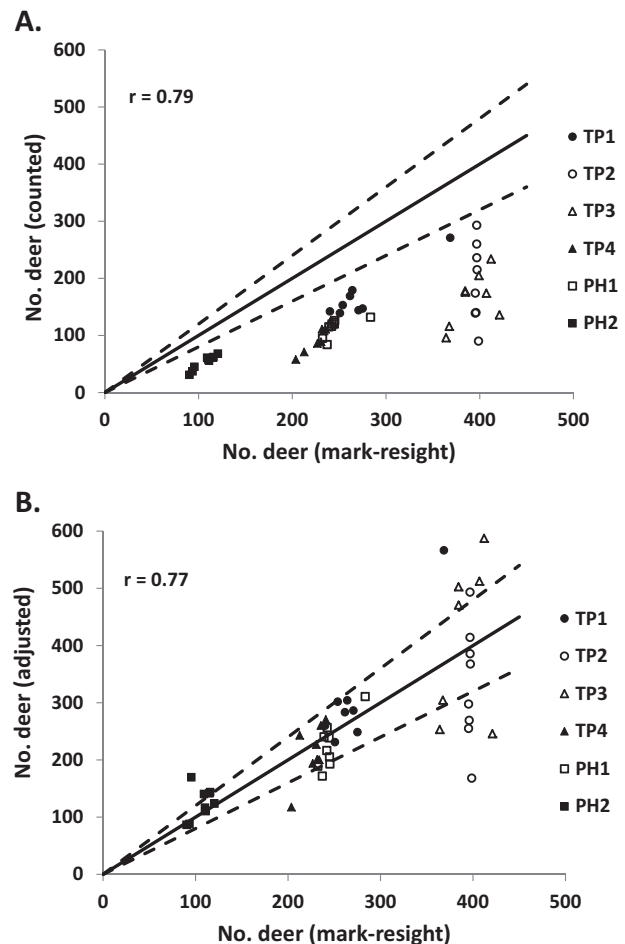 A.
600
500
400
300
200
100
0
No. deer (counted)
r = 0.79
TP1
TP2
TP3
TP4
PH1
PH2
0 100 200 300 400 500
No. deer (mark-resight)
B.
600
500
400
300
200
100
0
No. deer (adjusted)
r = 0.77
TP1
TP2
TP3
TP4
PH1
PH2
0 100 200 300 400 500
No. deer (mark-resight)